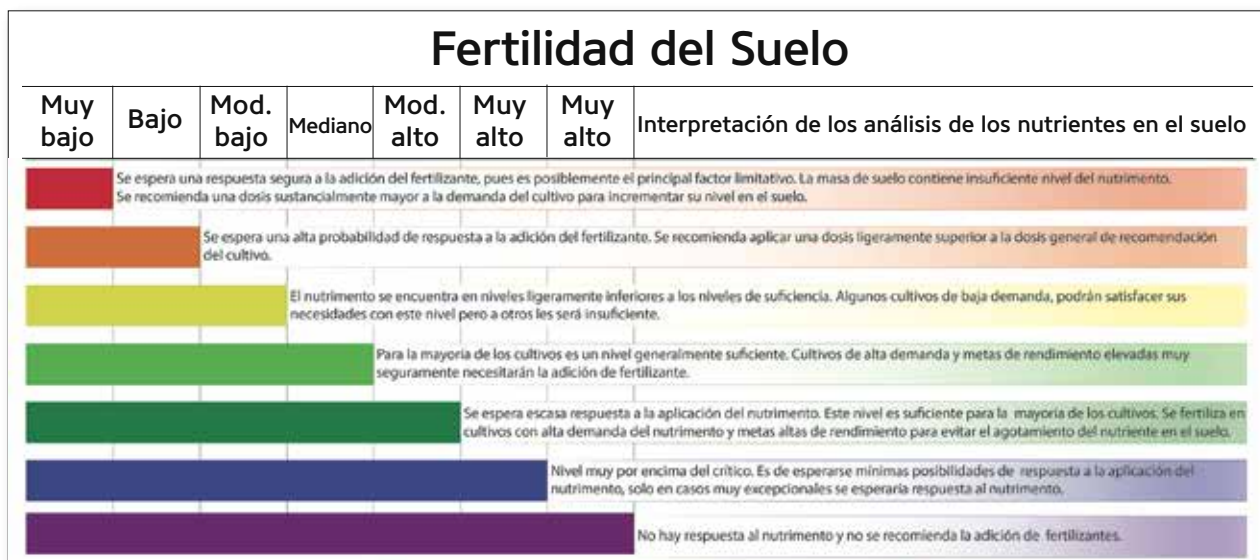 Fertilidad del Suelo
Muy bajo
Bajo
Mod. bajo
Mediano
Mod. alto
Muy alto
Muy alto
Interpretación de los análisis de los nutrientes en el suelo
Se espera una respuesta segura a la adición del fertilizante, pues es posiblemente el principal factor limitativo. La masa de suelo contiene insuficiente nivel del nutrimento.
Se recomienda una dosis sustancialmente mayor a la demanda del cultivo para incrementar su nivel en el suelo.
Se espera una alta probabilidad de respuesta a la adición del fertilizante. Se recomienda aplicar una dosis ligeramente superior a la dosis general de recomendación
del cultivo.
El nutrimento se encuentra en niveles ligeramente inferiores a los niveles de suficiencia. Algunos cultivos de baja demanda, podrán satisfacer sus
necesidades con este nivel pero a otros les será insuficiente.
Para la mayoría de los cultivos es un nivel generalmente suficiente. Cultivos de alta demanda y metas de rendimiento elevadas muy
seguramente necesitarán la adición de fertilizante.
Se espera escasa respuesta a la aplicación del nutrimento. Este nivel es suficiente para la mayoría de los cultivos. Se fertiliza en
cultivos con alta demanda del nutrimento y metas altas de rendimiento para evitar el agotamiento del nutriente en el suelo.
Nivel muy por encima del crítico. Es de esperarse mínimas posibilidades de respuesta a la aplicación del
nutrimento, solo en casos muy excepcionales se esperaría respuesta al nutrimento.
No hay respuesta al nutrimento y no se recomienda la adición de fertilizantes.